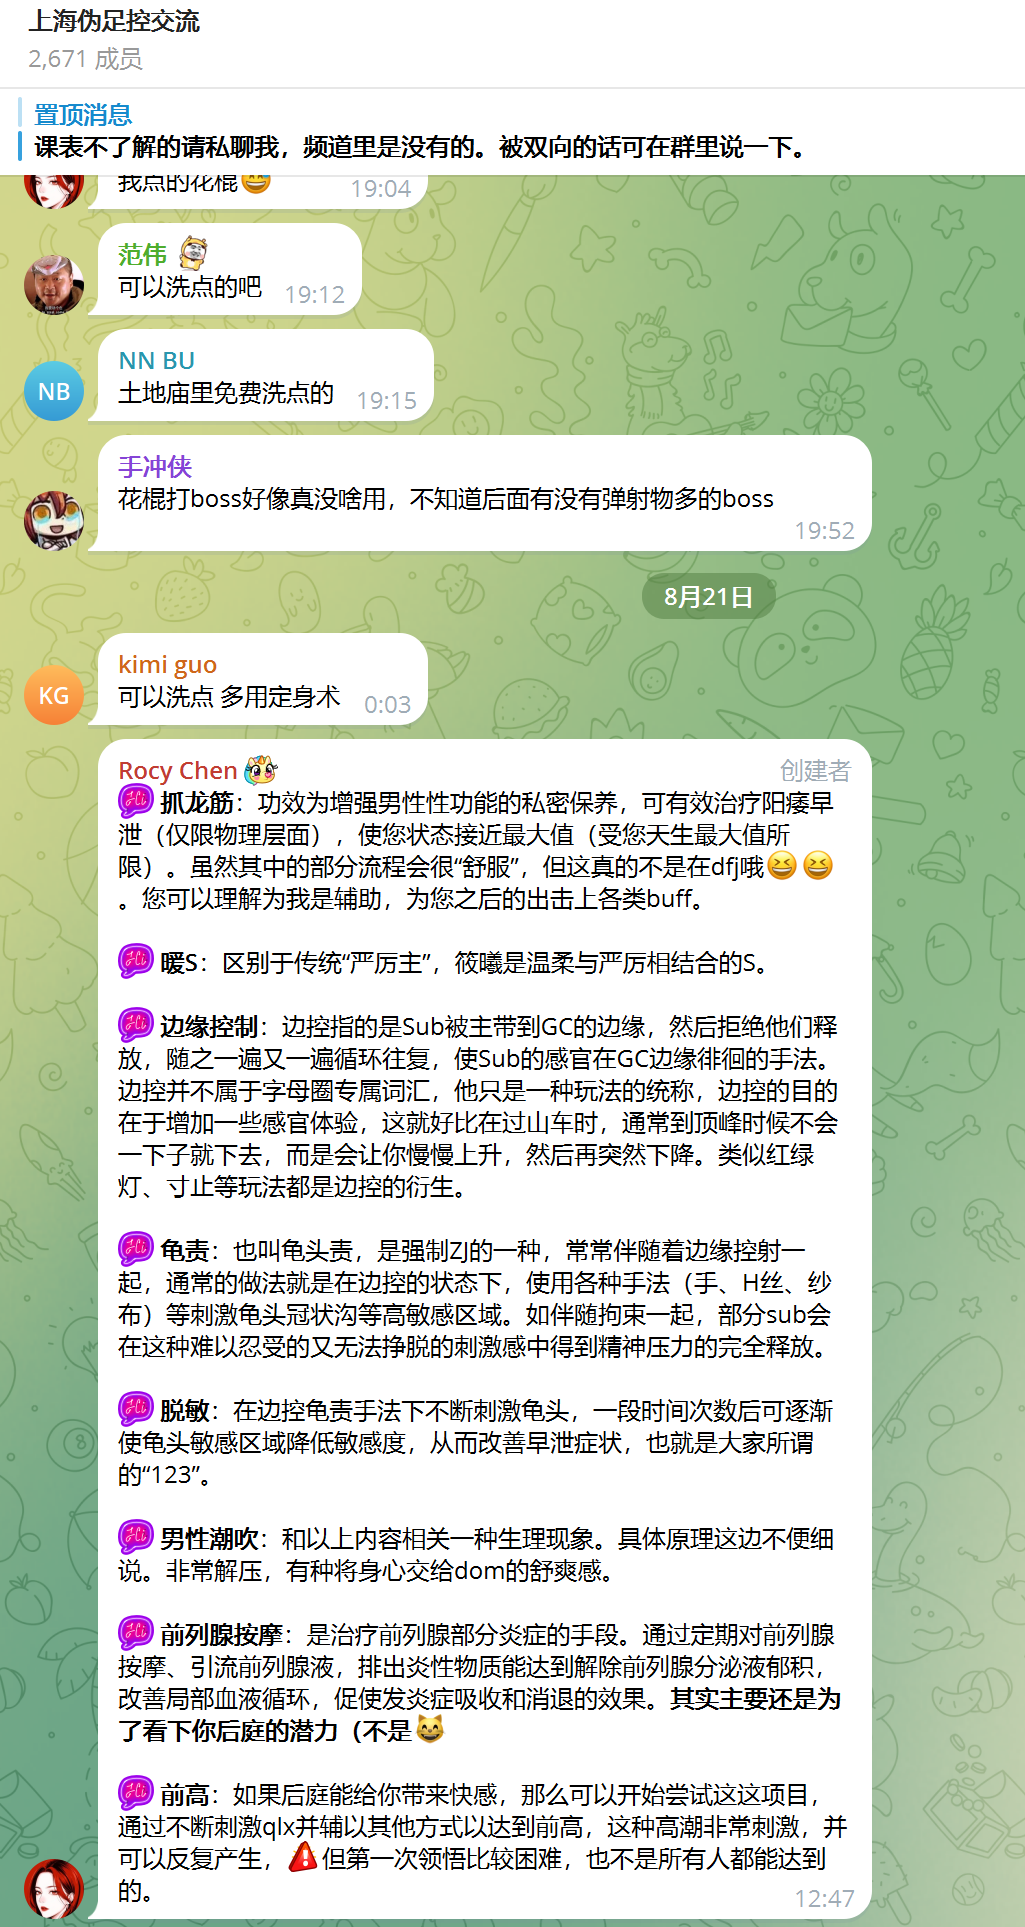 上海伪足控交流
2,671 成员
置顶消息
课表不了解的请私聊我，频道里是没有的。被双向的话可在群里说一下。
我点的花棍😅 19:04
范伟
可以洗点的吧 19:12
NN BU
NB 土地庙里免费洗点的 19:15
手冲侠
花棍打boss好像真没啥用，不知道后面有没有弹射物多的boss
19:52
8月21日
kimi guo
KG 可以洗点 多用定身术 0:03
Rocy Chen 创建者
Hi 抓龙筋：功效为增强男性性功能的私密保养，可有效治疗阳痿早
泄（仅限物理层面），使您状态接近最大值（受您天生最大值所
限）。虽然其中的部分流程会很“舒服”，但这真的不是在dfj哦😆😆
。您可以理解为我是辅助，为您之后的出击上各类buff。
Hi 暖S：区别于传统“严厉主”，筱曦是温柔与严厉相结合的S。
Hi 边缘控制：边控指的是Sub被主带到GC的边缘，然后拒绝他们释
放，随之一遍又一遍循环往复，使Sub的感官在GC边缘徘徊的手法。
边控并不属于字母圈专属词汇，他只是一种玩法的统称，边控的目的
在于增加一些感官体验，这就好比在过山车时，通常到顶峰时候不会
一下子就下去，而是会让你慢慢上升，然后再突然下降。类似红绿
灯、寸止等玩法都是边控的衍生。
Hi 龟责：也叫龟头责，是强制ZJ的一种，常常伴随着边缘控射一
起，通常的做法就是在边控的状态下，使用各种手法（手、H丝、纱
布）等刺激龟头冠状沟等高敏感区域。如伴随拘束一起，部分sub会
在这种难以忍受的又无法挣脱的刺激感中得到精神压力的完全释放。
Hi 脱敏：在边控龟责手法下不断刺激龟头，一段时间次数后可逐渐
使龟头敏感区域降低敏感度，从而改善早泄症状，也就是大家所谓
的“123”。
Hi 男性潮吹：和以上内容相关一种生理现象。具体原理这边不便细
说。非常解压，有种将身心交给dom的舒爽感。
Hi 前列腺按摩：是治疗前列腺部分炎症的手段。通过定期对前列腺
按摩、引流前列腺液，排出炎性物质能达到解除前列腺分泌液郁积，
改善局部血液循环，促使发炎症吸收和消退的效果。其实主要还是为
了看下你后庭的潜力（不是😸
Hi 前高：如果后庭能给你带来快感，那么可以开始尝试这这项目，
通过不断刺激qlx并辅以其他方式以达到前高，这种高潮非常刺激，并
可以反复产生，⚠️但第一次领悟比较困难，也不是所有人都能达到
的。 12:47